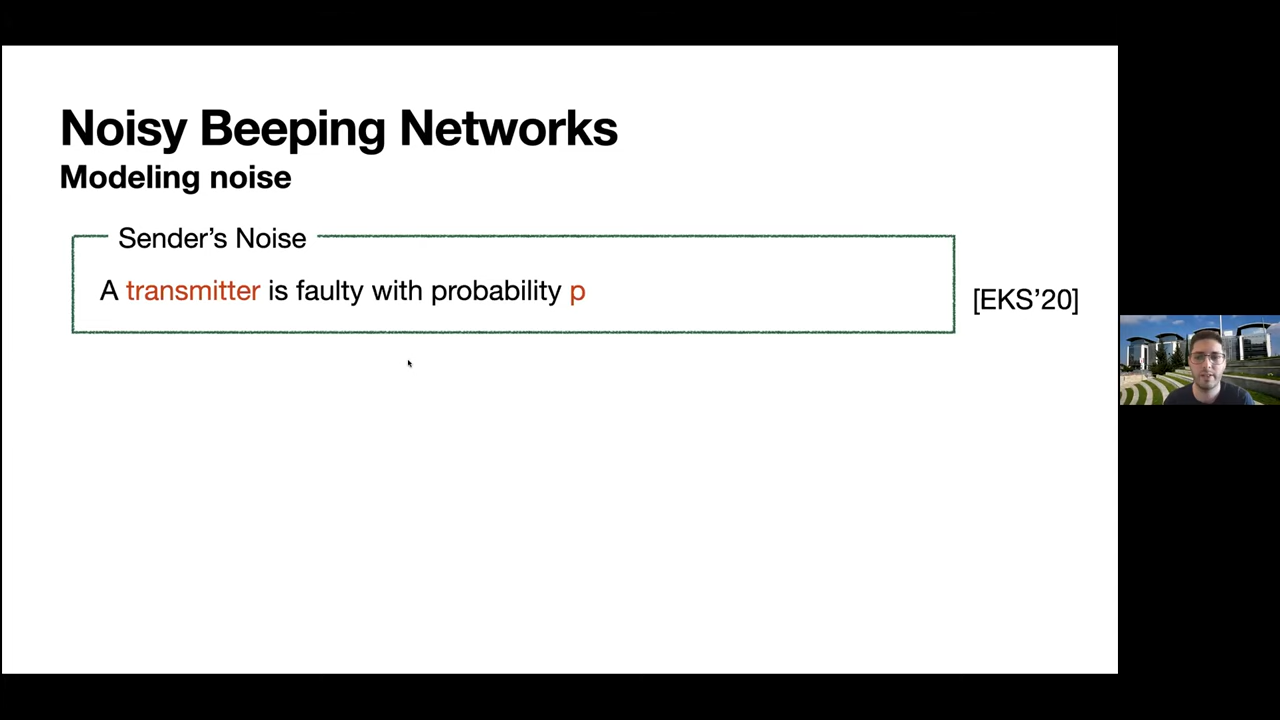 Noisy Beeping Networks
Modeling noise
Sender’s Noise
A transmitter is faulty with probability p
[EKS’20]